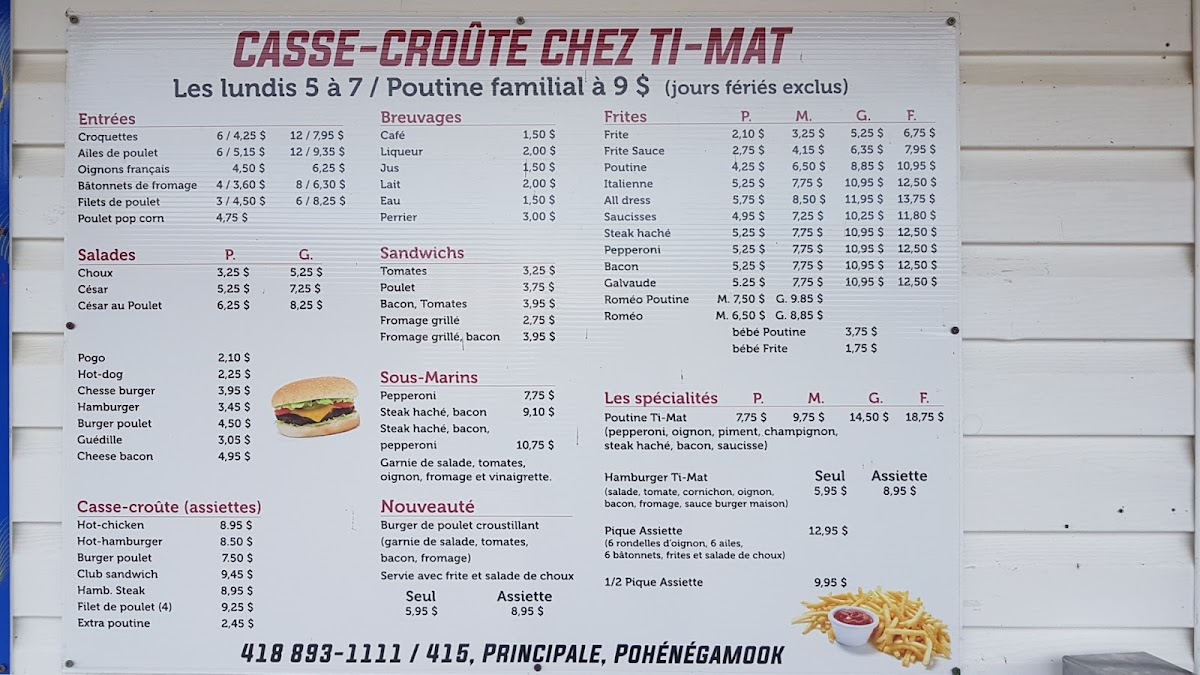 CASSE-CROÛTE CHEZ TI-MAT
Les lundis 5 à 7 / Poutine familial à 9 $ (jours fériés exclus)
Entrées
Croquettes 6 / 4,25 $ 12 / 7,95 $
Ailes de poulet 6 / 5,15 $ 12 / 9,35 $
Oignons français 4,50 $ 6,25 $
Bâtonnets de fromage 4 / 3,60 $ 8 / 6,30 $
Filets de poulet 3 / 4,50 $ 6 / 8,25 $
Poulet pop corn 4,75 $
Salades P. G.
Choux 3,25 $ 5,25 $
César 5,25 $ 7,25 $
César au Poulet 6,25 $ 8,25 $
Pogo 2,10 $
Hot-dog 2,25 $
Chesse burger 3,95 $
Hamburger 3,45 $
Burger poulet 4,50 $
Guédille 3,05 $
Cheese bacon 4,95 $
Casse-croûte (assiettes)
Hot-chicken 8.95 $
Hot-hamburger 8.50 $
Burger poulet 7.50 $
Club sandwich 9,45 $
Hamb. Steak 8,95 $
Filet de poulet (4) 9,25 $
Extra poutine 2,45 $
Breuvages
Café 1,50 $
Liqueur 2,00 $
Jus 1,50 $
Lait 2,00 $
Eau 1,50 $
Perrier 3,00 $
Sandwichs
Tomates 3,25 $
Poulet 3,75 $
Bacon, Tomates 3,95 $
Fromage grillé 2,75 $
Fromage grillé, bacon 3,95 $
Sous-Marins
Pepperoni 7,75 $
Steak haché, bacon 9,10 $
Steak haché, bacon,
pepperoni 10,75 $
Garnie de salade, tomates,
oignon, fromage et vinaigrette.
Nouveauté
Burger de poulet croustillant
(garnie de salade, tomates,
bacon, fromage)
Servie avec frite et salade de choux
Seul Assiette
5,95 $ 8,95 $
Frites P. M. G. F.
Frite 2,10 $ 3,25 $ 5,25 $ 6,75 $
Frite Sauce 2,75 $ 4,15 $ 6,35 $ 7,95 $
Poutine 4,25 $ 6,50 $ 8,85 $ 10,95 $
Italienne 5,25 $ 7,75 $ 10,95 $ 12,50 $
All dress 5,75 $ 8,50 $ 11,95 $ 13,75 $
Saucisses 4,95 $ 7,25 $ 10,25 $ 11,80 $
Steak haché 5,25 $ 7,75 $ 10,95 $ 12,50 $
Pepperoni 5,25 $ 7,75 $ 10,95 $ 12,50 $
Bacon 5,25 $ 7,75 $ 10,95 $ 12,50 $
Galvaude 5.25 $ 7,75 $ 10,95 $ 12,50 $
Roméo Poutine M. 7,50 $ G. 9.85 $
Roméo M. 6,50 $ G. 8,85 $
bébé Poutine 3,75 $
bébé Frite 1,75 $
Les spécialités P. M. G. F.
Poutine Ti-Mat 7,75 $ 9,75 $ 14,50 $ 18,75 $
(pepperoni, oignon, piment, champignon,
steak haché, bacon, saucisse)
Hamburger Ti-Mat Seul Assiette
(salade, tomate, cornichon, oignon, 5,95 $ 8,95 $
bacon, fromage, sauce burger maison)
Pique Assiette 12,95 $
(6 rondelles d'oignon, 6 ailes,
6 bâtonnets, frites et salade de choux)
1/2 Pique Assiette 9,95 $
418 893-1111 / 415, PRINCIPALE, POHÉNÉGAMOOK